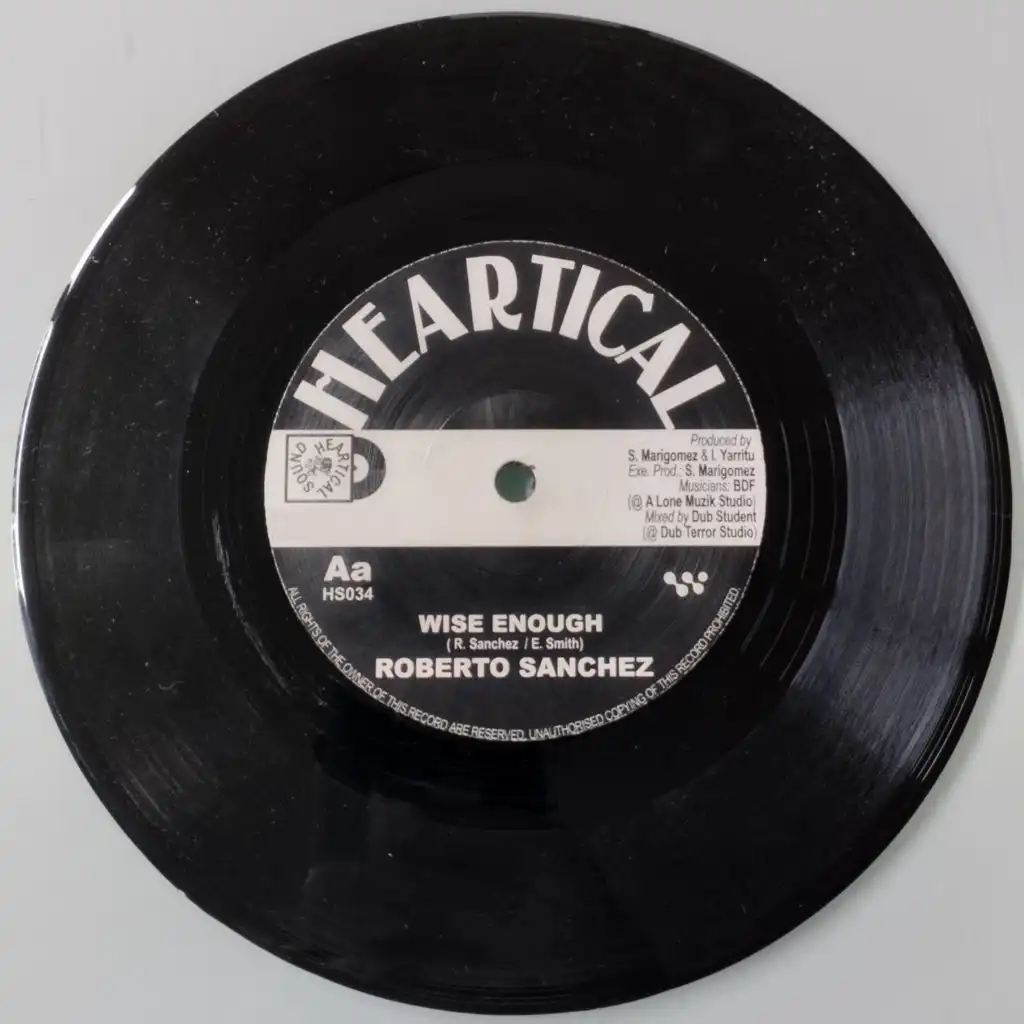 HEARTICAL
HEARTICAL
SOUND
Produced by
S. Marigomez & I. Yarritu
Exe. Prod.: S. Marigomez
Musicians: BDF
(@ A Lone Muzik Studio)
Mixed by Dub Student
(@ Dub Terror Studio)
Aa
HS034
WISE ENOUGH
( R. Sanchez / E. Smith)
ROBERTO SANCHEZ
ALL RIGHTS OF THE OWNER OF THIS RECORD ARE RESERVED. UNAUTHORISED COPYING OF THIS RECORD PROHIBITED.